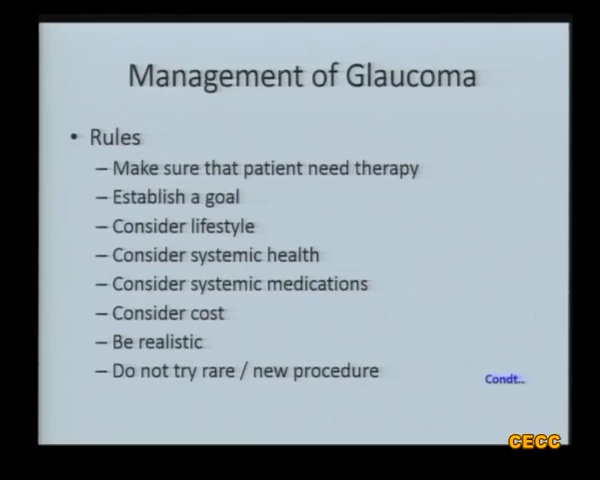 Management of Glaucoma
• Rules
– Make sure that patient need therapy
– Establish a goal
– Consider lifestyle
– Consider systemic health
– Consider systemic medications
– Consider cost
– Be realistic
– Do not try rare / new procedure
Condt..
CECC